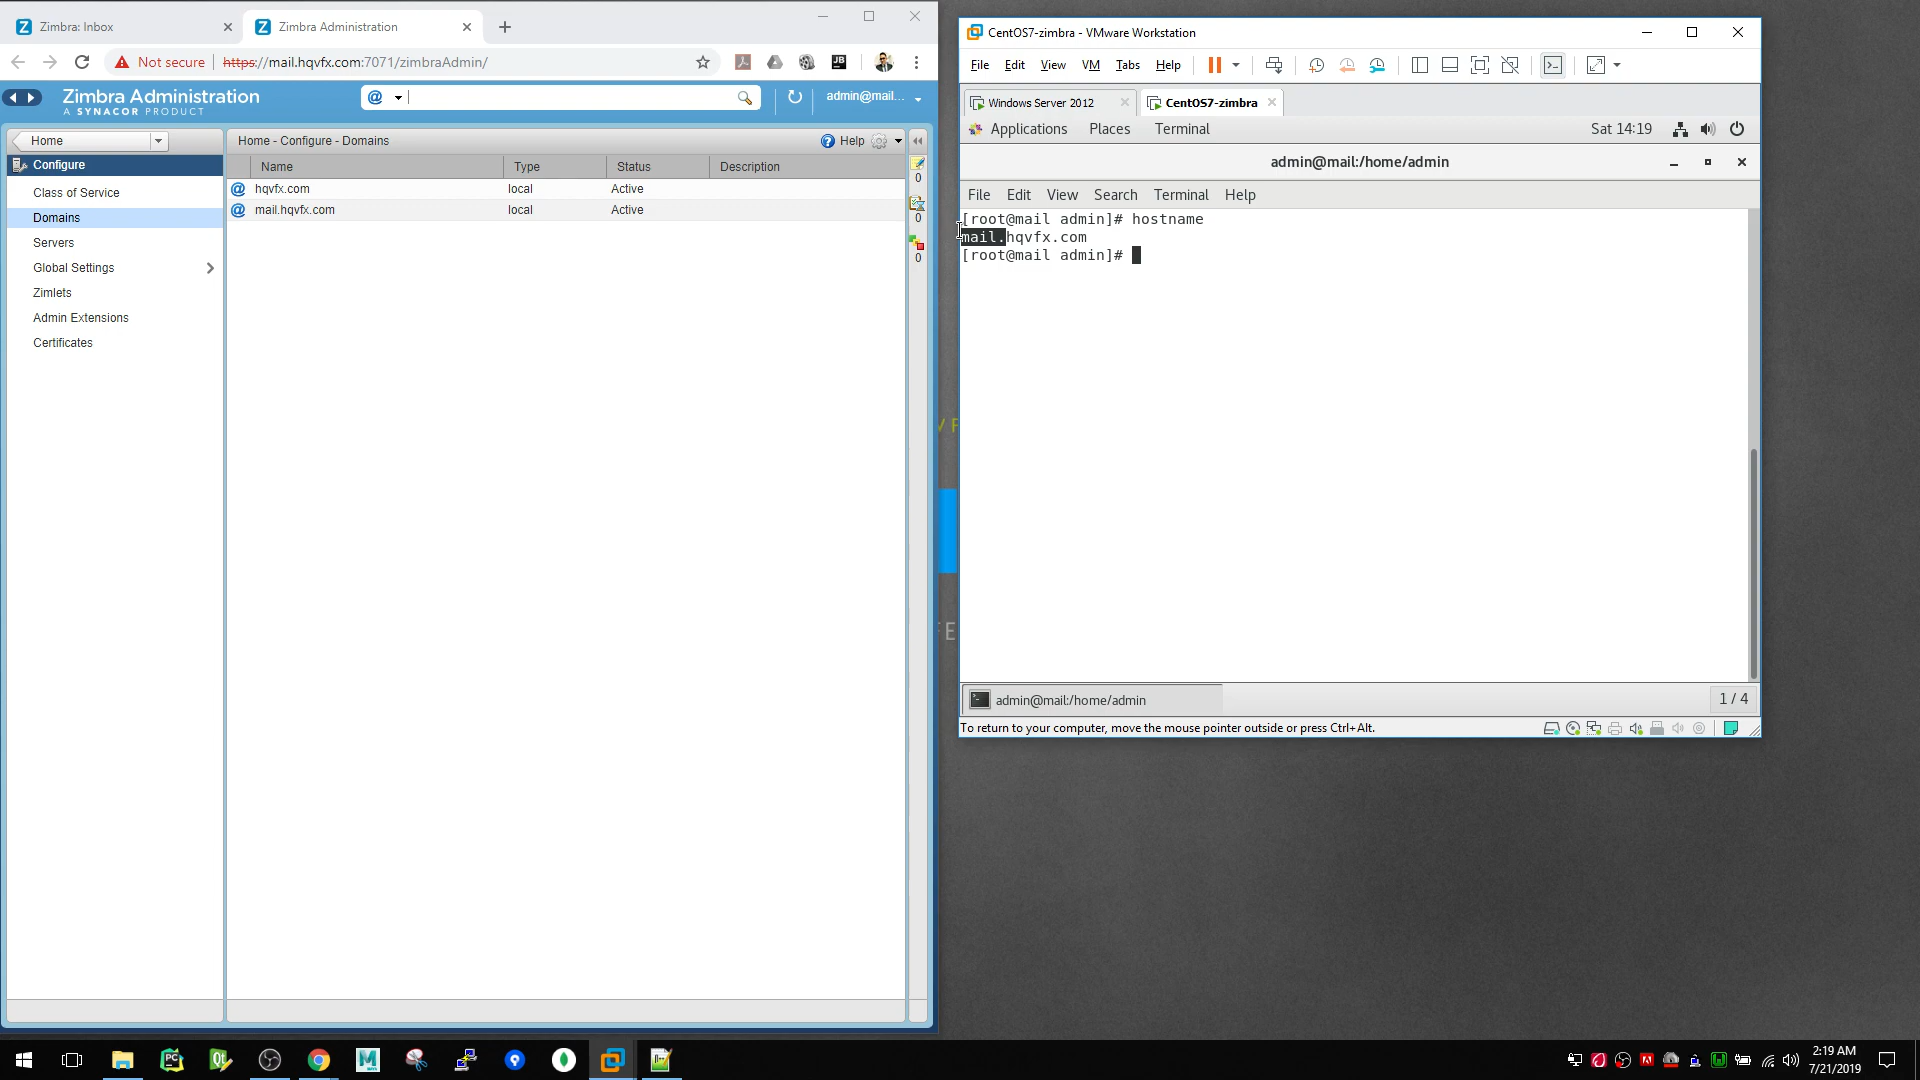 Zimbra: Inbox
Zimbra Administration
Not secure
https://mail.hqvfx.com:7071/zimbraAdmin/
Zimbra Administration
A SYNACOR PRODUCT
@
admin@mail...
Home
Home - Configure - Domains
Help
Configure
Name Type Status Description
Class of Service
hqvfx.com local Active
0
Domains
mail.hqvfx.com local Active
0
Servers
0
Global Settings
Zimlets
Admin Extensions
Certificates
CentOS7-zimbra - VMware Workstation
File Edit View VM Tabs Help
Windows Server 2012
CentOS7-zimbra
Applications Places Terminal
Sat 14:19
admin@mail:/home/admin
File Edit View Search Terminal Help
[root@mail admin]# hostname
mail.hqvfx.com
[root@mail admin]#
admin@mail:/home/admin
1 / 4
To return to your computer, move the mouse pointer outside or press Ctrl+Alt.
FE
PC
Qt
M
JB
2:19 AM
7/21/2019